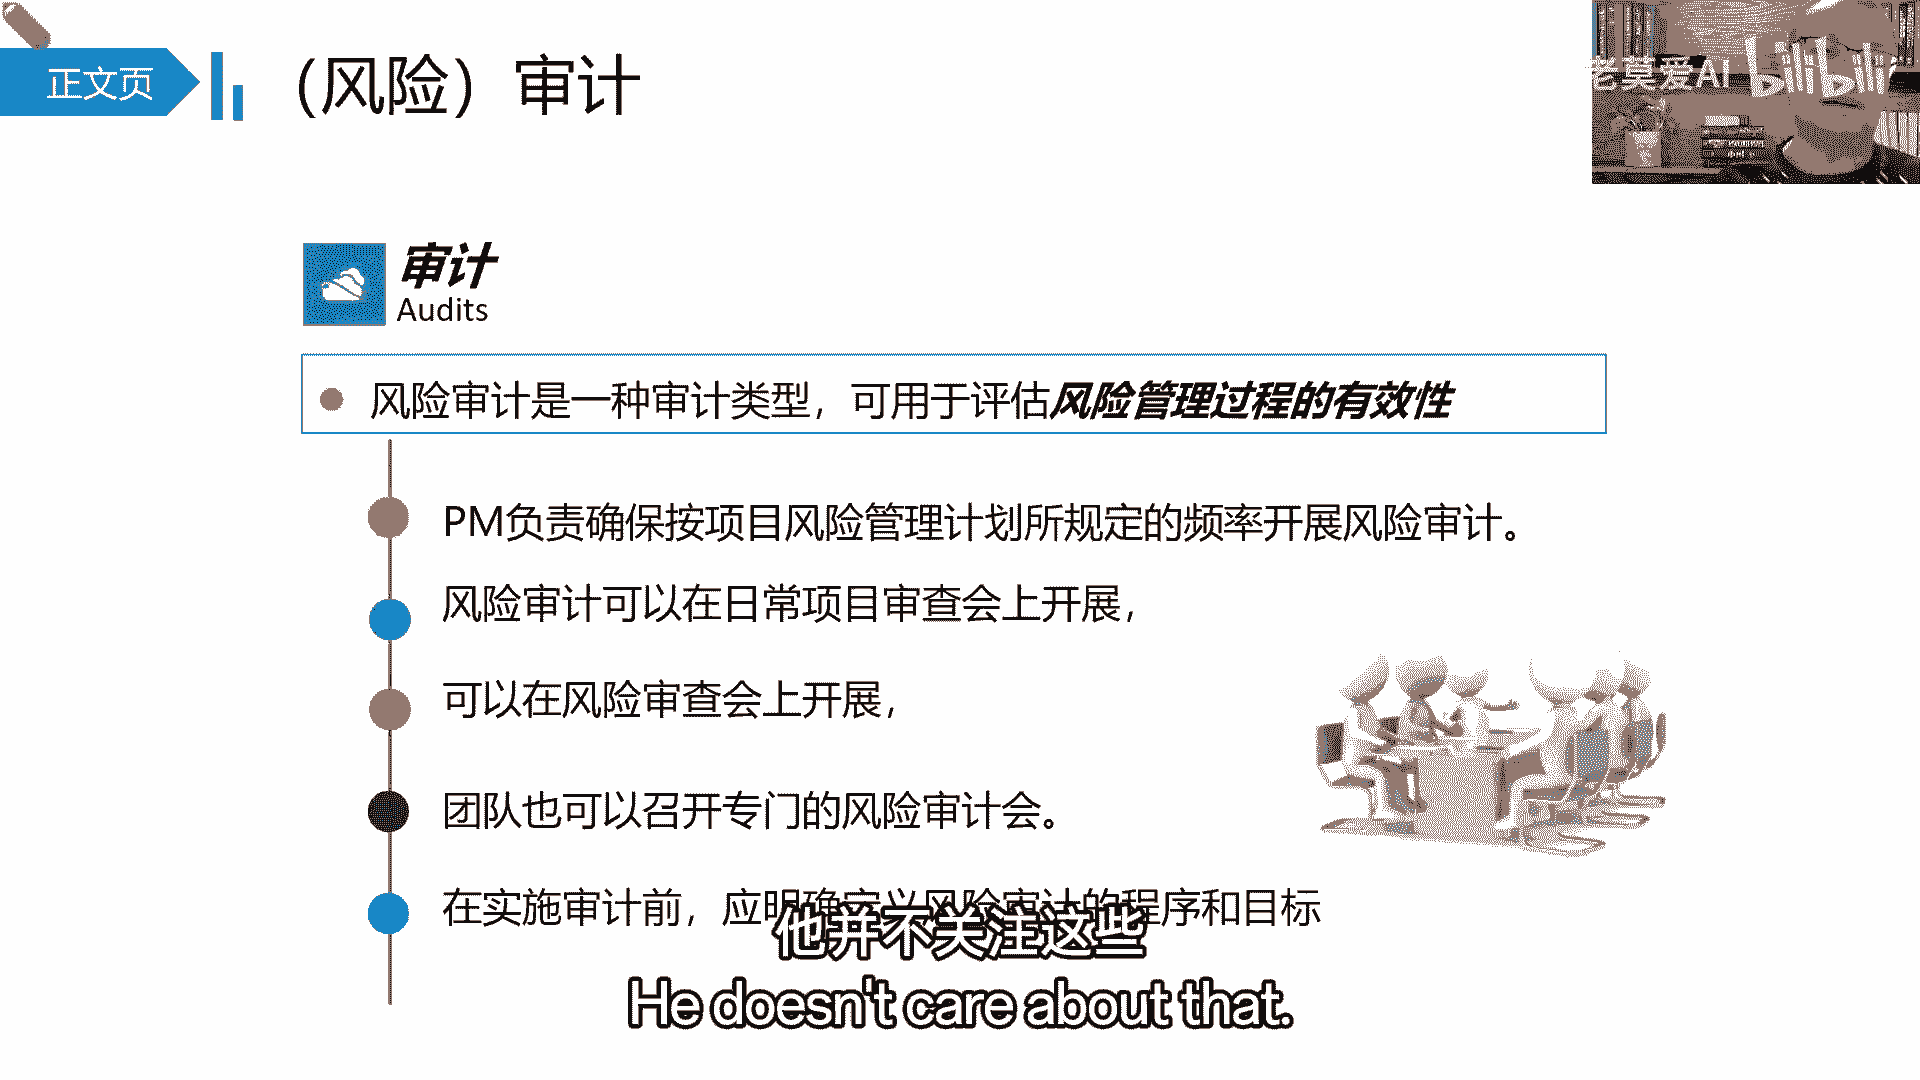 正文页
（风险）审计
老莫爱AI
bilibili
审计
Audits
风险审计是一种审计类型，可用于评估风险管理过程的有效性
PM负责确保按项目风险管理计划所规定的频率开展风险审计。
风险审计可以在日常项目审查会上开展，
可以在风险审查会上开展，
团队也可以召开专门的风险审计会。
在实施审计前，应明确定义风险审计的程序和目标
他并不关注这些
He doesn't care about that.